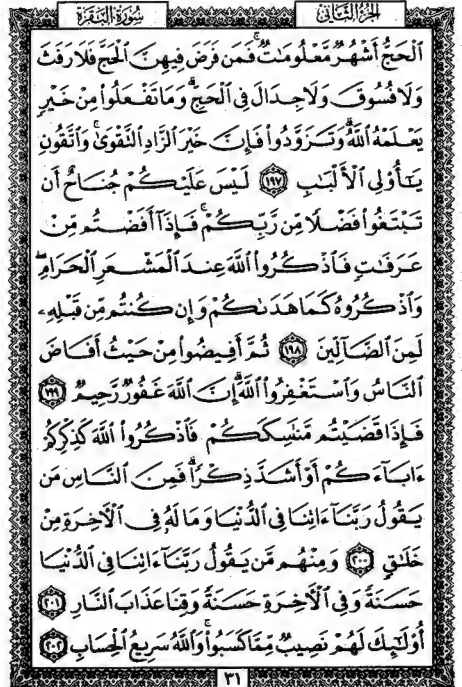 الجزء الثاني
سورة البقرة
ٱلۡحَجُّ أَشۡهُرٞ مَّعۡلُومَٰتٞۚ فَمَن فَرَضَ فِيهِنَّ ٱلۡحَجَّ فَلَا رَفَثَ
وَلَا فُسُوقَ وَلَا جِدَالَ فِي ٱلۡحَجِّۗ وَمَا تَفۡعَلُواْ مِنۡ خَيۡرٖ
يَعۡلَمۡهُ ٱللَّهُۗ وَتَزَوَّدُواْ فَإِنَّ خَيۡرَ ٱلزَّادِ ٱلتَّقۡوَىٰۚ وَٱتَّقُونِ
يَٰٓأُوْلِي ٱلۡأَلۡبَٰبِ ١٩٧ لَيۡسَ عَلَيۡكُمۡ جُنَاحٌ أَن
تَبۡتَغُواْ فَضۡلٗا مِّن رَّبِّكُمۡۚ فَإِذَآ أَفَضۡتُم مِّنۡ
عَرَفَٰتٖ فَٱذۡكُرُواْ ٱللَّهَ عِندَ ٱلۡمَشۡعَرِ ٱلۡحَرَامِۖ
وَٱذۡكُرُوهُ كَمَا هَدَىٰكُمۡ وَإِن كُنتُم مِّن قَبۡلِهِۦ
لَمِنَ ٱلضَّآلِّينَ ١٩٨ ثُمَّ أَفِيضُواْ مِنۡ حَيۡثُ أَفَاضَ
ٱلنَّاسُ وَٱسۡتَغۡفِرُواْ ٱللَّهَۚ إِنَّ ٱللَّهَ غَفُورٞ رَّحِيمٞ ١٩٩
فَإِذَا قَضَيۡتُم مَّنَٰسِكَكُمۡ فَٱذۡكُرُواْ ٱللَّهَ كَذِكۡرِكُمۡ
ءَابَآءَكُمۡ أَوۡ أَشَدَّ ذِكۡرٗاۗ فَمِنَ ٱلنَّاسِ مَن
يَقُولُ رَبَّنَآ ءَاتِنَا فِي ٱلدُّنۡيَا وَمَا لَهُۥ فِي ٱلۡأٓخِرَةِ مِنۡ
خَلَٰقٖ ٢٠٠ وَمِنۡهُم مَّن يَقُولُ رَبَّنَآ ءَاتِنَا فِي ٱلدُّنۡيَا
حَسَنَةٗ وَفِي ٱلۡأٓخِرَةِ حَسَنَةٗ وَقِنَا عَذَابَ ٱلنَّارِ ٢٠١
أُوْلَٰٓئِكَ لَهُمۡ نَصِيبٞ مِّمَّا كَسَبُواْۚ وَٱللَّهُ سَرِيعُ ٱلۡحِسَابِ ٢٠٢
٣١